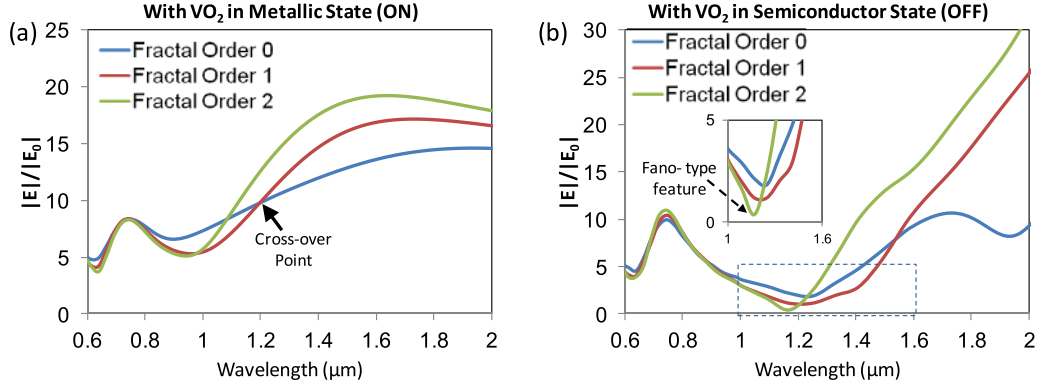 (a)
With VO₂ in Metallic State (ON)
Fractal Order 0
Fractal Order 1
Fractal Order 2
|E|/|E₀|
25
20
15
10
5
0
Cross-over
Point
0.6 0.8 1 1.2 1.4 1.6 1.8 2
Wavelength (μm)
(b)
With VO₂ in Semiconductor State (OFF)
Fractal Order 0
Fractal Order 1
Fractal Order 2
|E|/|E₀|
30
25
20
15
10
5
0
5
0
1 1.6
Fano- type
feature
0.6 0.8 1 1.2 1.4 1.6 1.8 2
Wavelength (μm)